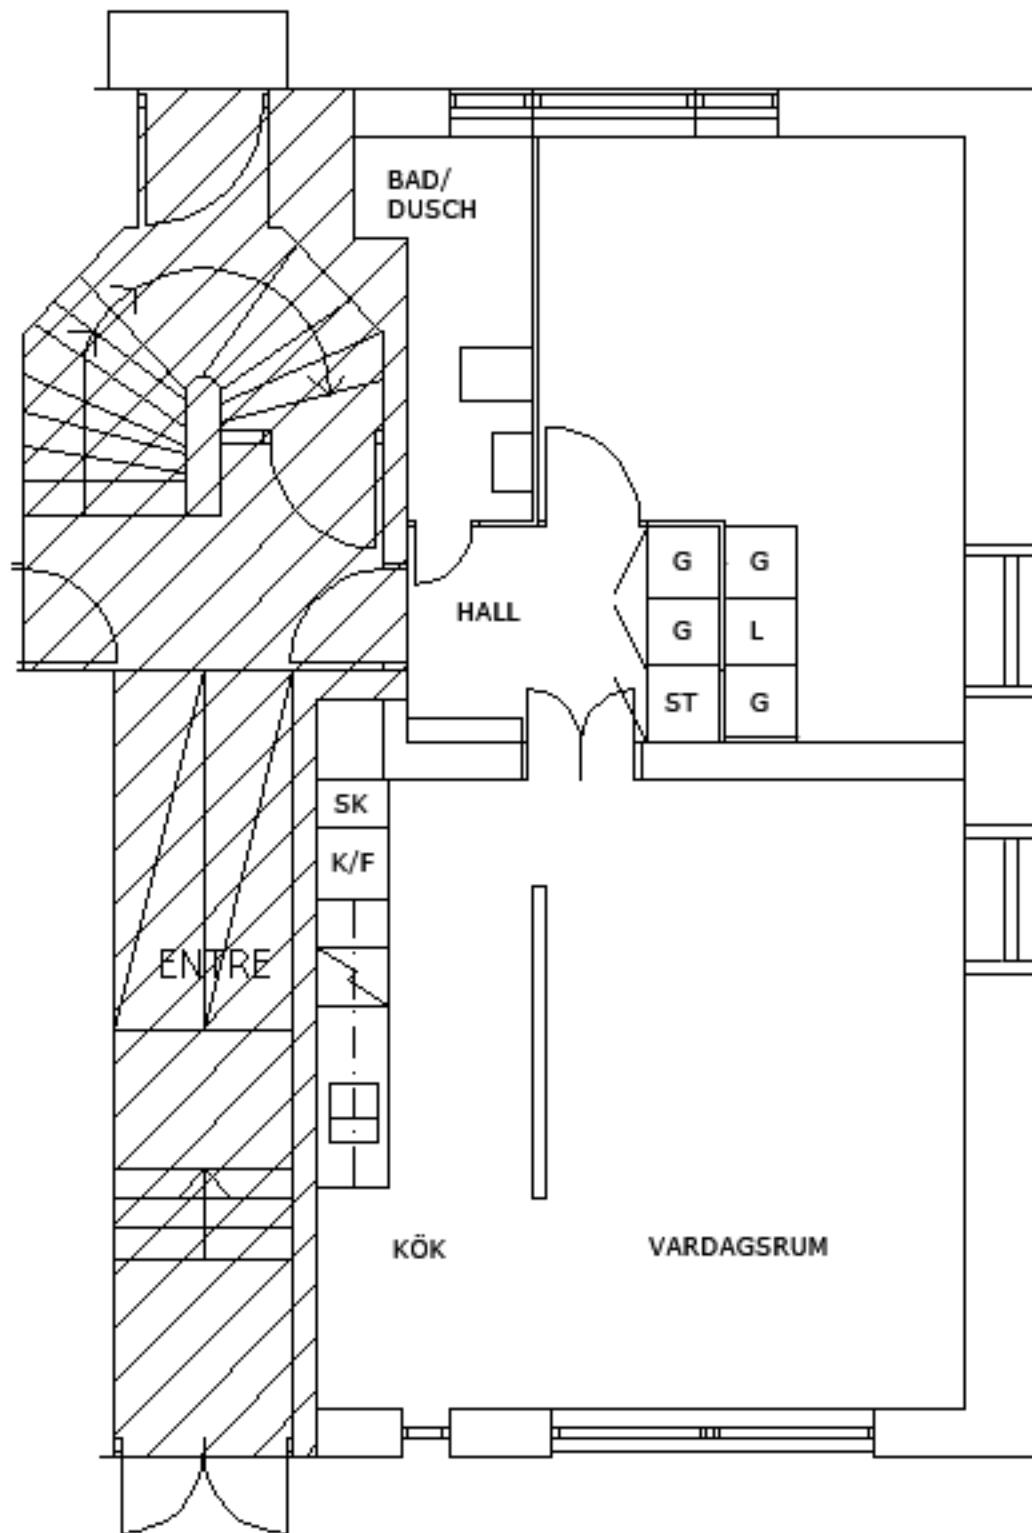 BAD/
DUSCH
G
G
HALL
G
L
ST
G
SK
K/F
ENTRE
KÖK
VARDAGSRUM